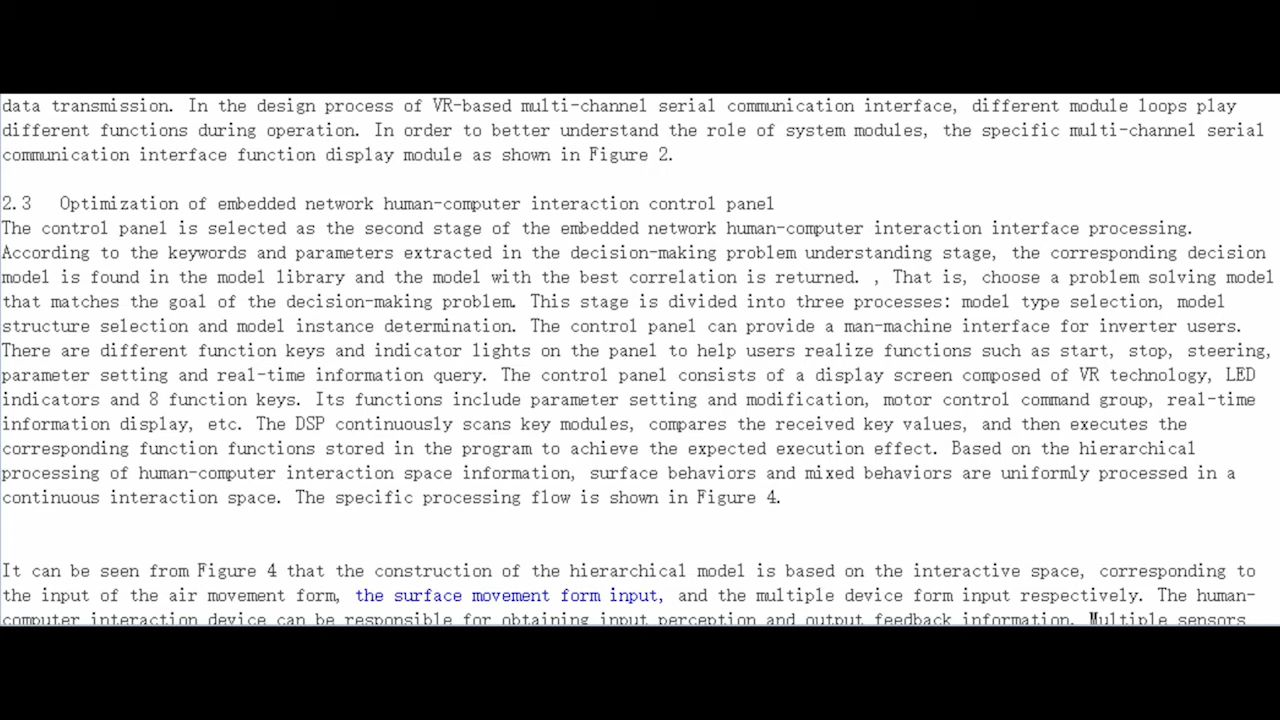 data transmission. In the design process of VR-based multi-channel serial communication interface, different module loops play
different functions during operation. In order to better understand the role of system modules, the specific multi-channel serial
communication interface function display module as shown in Figure 2.
2.3 Optimization of embedded network human-computer interaction control panel
The control panel is selected as the second stage of the embedded network human-computer interaction interface processing.
According to the keywords and parameters extracted in the decision-making problem understanding stage, the corresponding decision
model is found in the model library and the model with the best correlation is returned. , That is, choose a problem solving model
that matches the goal of the decision-making problem. This stage is divided into three processes: model type selection, model
structure selection and model instance determination. The control panel can provide a man-machine interface for inverter users.
There are different function keys and indicator lights on the panel to help users realize functions such as start, stop, steering,
parameter setting and real-time information query. The control panel consists of a display screen composed of VR technology, LED
indicators and 8 function keys. Its functions include parameter setting and modification, motor control command group, real-time
information display, etc. The DSP continuously scans key modules, compares the received key values, and then executes the
corresponding function functions stored in the program to achieve the expected execution effect. Based on the hierarchical
processing of human-computer interaction space information, surface behaviors and mixed behaviors are uniformly processed in a
continuous interaction space. The specific processing flow is shown in Figure 4.
It can be seen from Figure 4 that the construction of the hierarchical model is based on the interactive space, corresponding to
the input of the air movement form, the surface movement form input, and the multiple device form input respectively. The human-
computer interaction device can be responsible for obtaining input perception and output feedback information. Multiple sensors